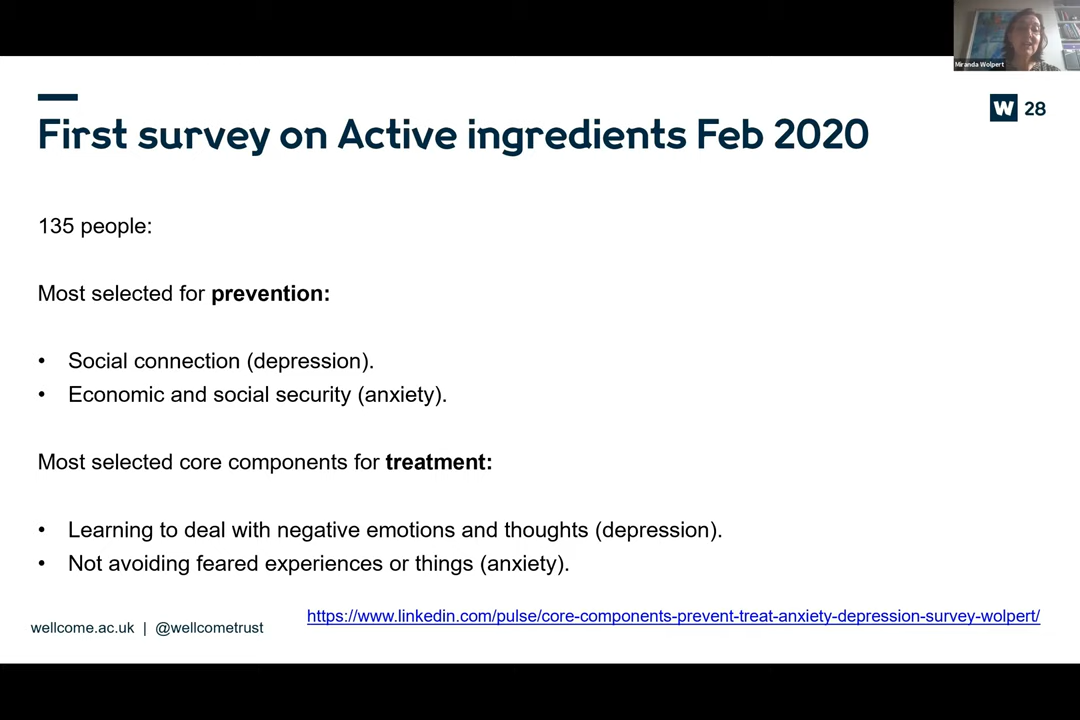 Miranda Wolpert
W 28
First survey on Active ingredients Feb 2020
135 people:
Most selected for prevention:
• Social connection (depression).
• Economic and social security (anxiety).
Most selected core components for treatment:
• Learning to deal with negative emotions and thoughts (depression).
• Not avoiding feared experiences or things (anxiety).
https://www.linkedin.com/pulse/core-components-prevent-treat-anxiety-depression-survey-wolpert/
wellcome.ac.uk | @wellcometrust